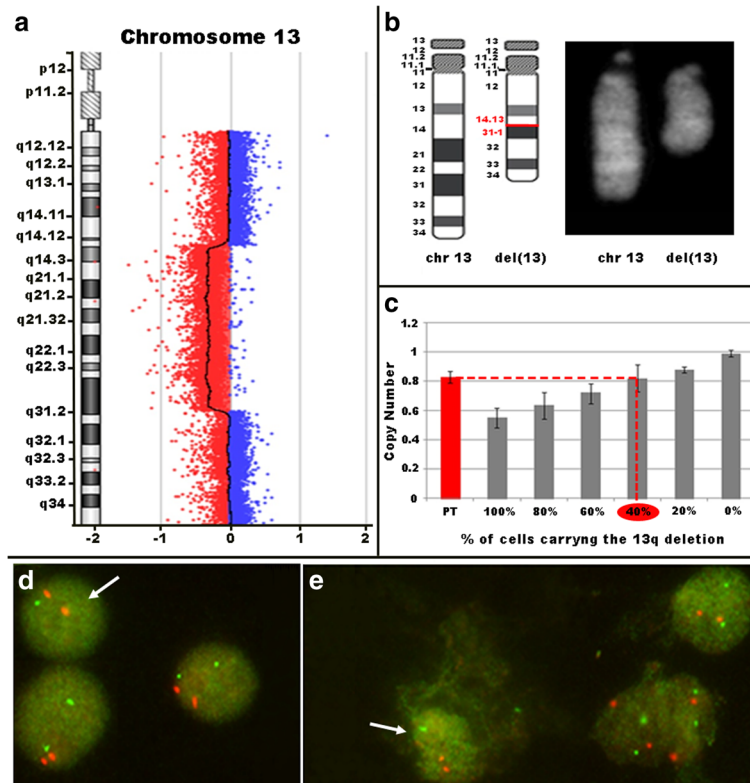 a
Chromosome 13
p12
p11.2
q12.12
q12.2
q13.1
q14.11
q14.12
q14.3
q21.1
q21.2
q21.32
q22.1
q22.3
q31.2
q32.1
q32.3
q33.2
q34
-2 -1 0 1 2
b
13
12
11.2
11.1
11
12
13
14
21
22
31
32
33
34
chr 13
13
12
11.2
11.1
11
12
13
14.13
31-1
32
33
34
del(13)
chr 13 del(13)
c
Copy Number
1.2
1
0.8
0.6
0.4
0.2
0
PT 100% 80% 60% 40% 20% 0%
% of cells carryng the 13q deletion
d
e